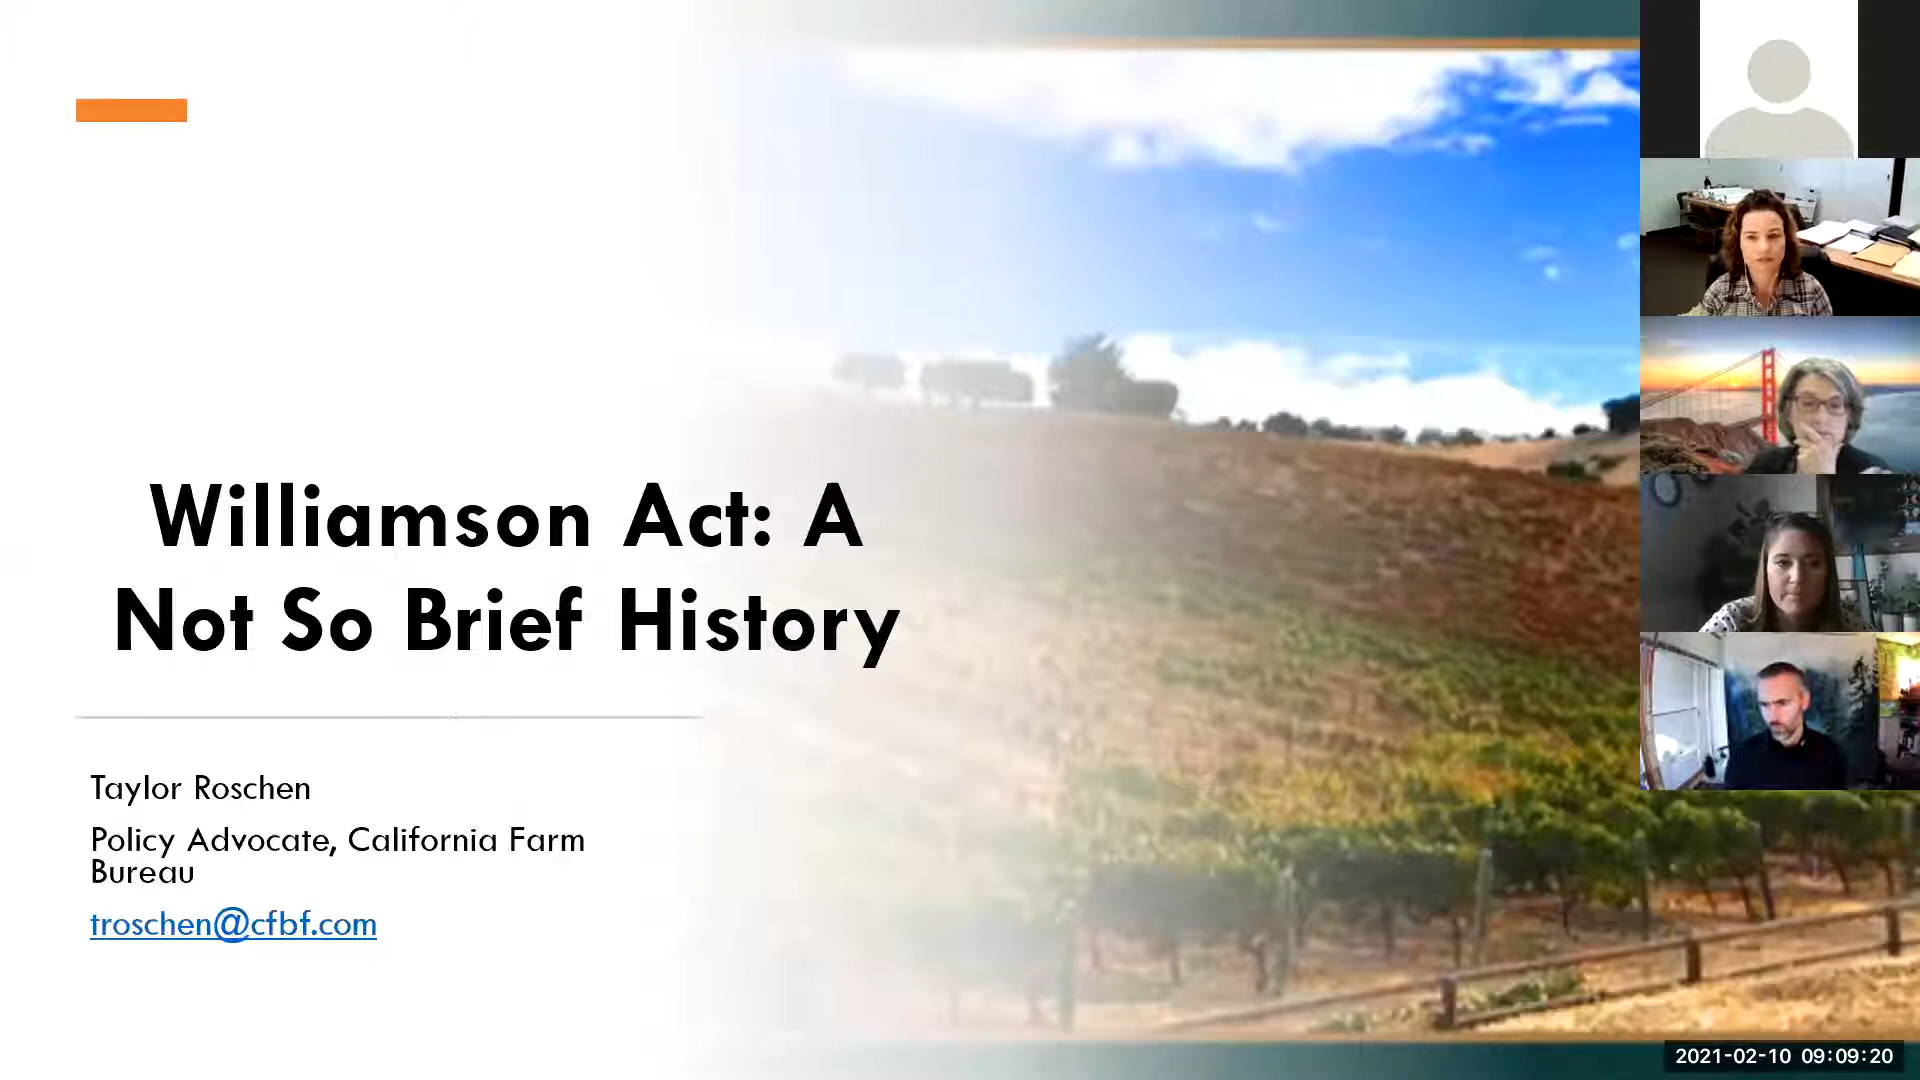 Williamson Act: A
Not So Brief History
Taylor Roschen
Policy Advocate, California Farm
Bureau
troschen@cfbf.com
2021-02-10 09:09:20